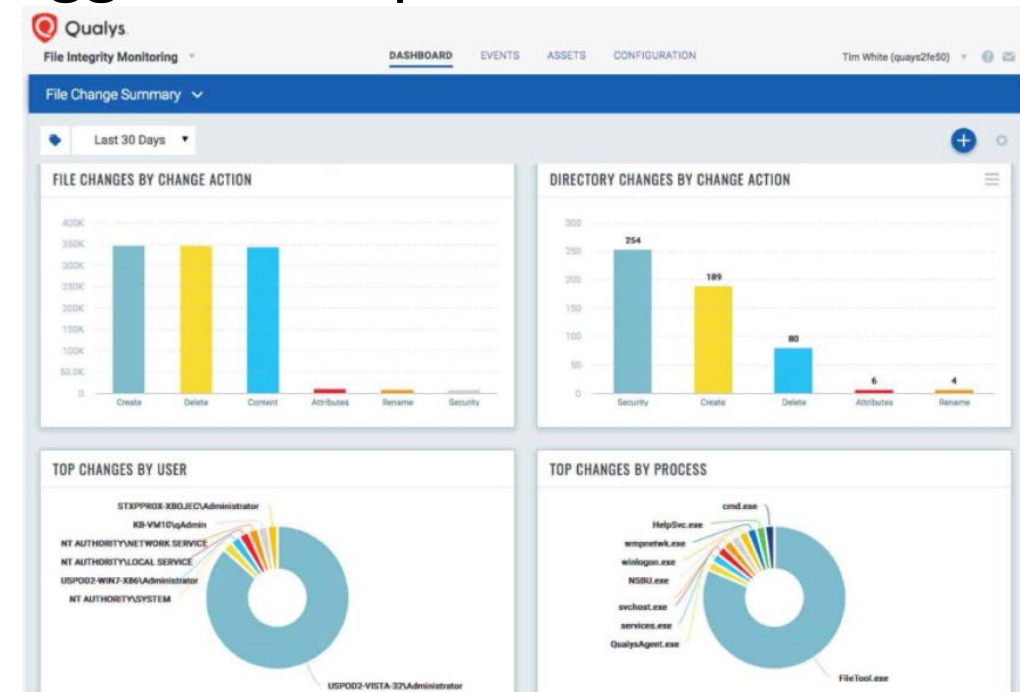 Qualys.
File Integrity Monitoring
DASHBOARD EVENTS ASSETS CONFIGURATION
Tim White (quays2fe50)
File Change Summary
Last 30 Days
FILE CHANGES BY CHANGE ACTION
400K
350K
300K
250K
200K
150K
100K
50.0K
0
Create Delete Content Attributes Rename Security
DIRECTORY CHANGES BY CHANGE ACTION
300
250
200
150
100
50
0
254
189
80
6
4
Security Create Delete Attributes Rename
TOP CHANGES BY USER
STXPPROX-XBOJEC\Administrator
KB-VM10\qAdmin
NT AUTHORITY\NETWORK SERVICE
NT AUTHORITY\LOCAL SERVICE
USPOD2-WIN7-X86\Administrator
NT AUTHORITY\SYSTEM
USPOD2-VISTA-32\Administrator
TOP CHANGES BY PROCESS
cmd.exe
HelpSvc.exe
wmpnetwk.exe
winlogon.exe
NSBU.exe
svchost.exe
services.exe
QualysAgent.exe
FileTool.exe